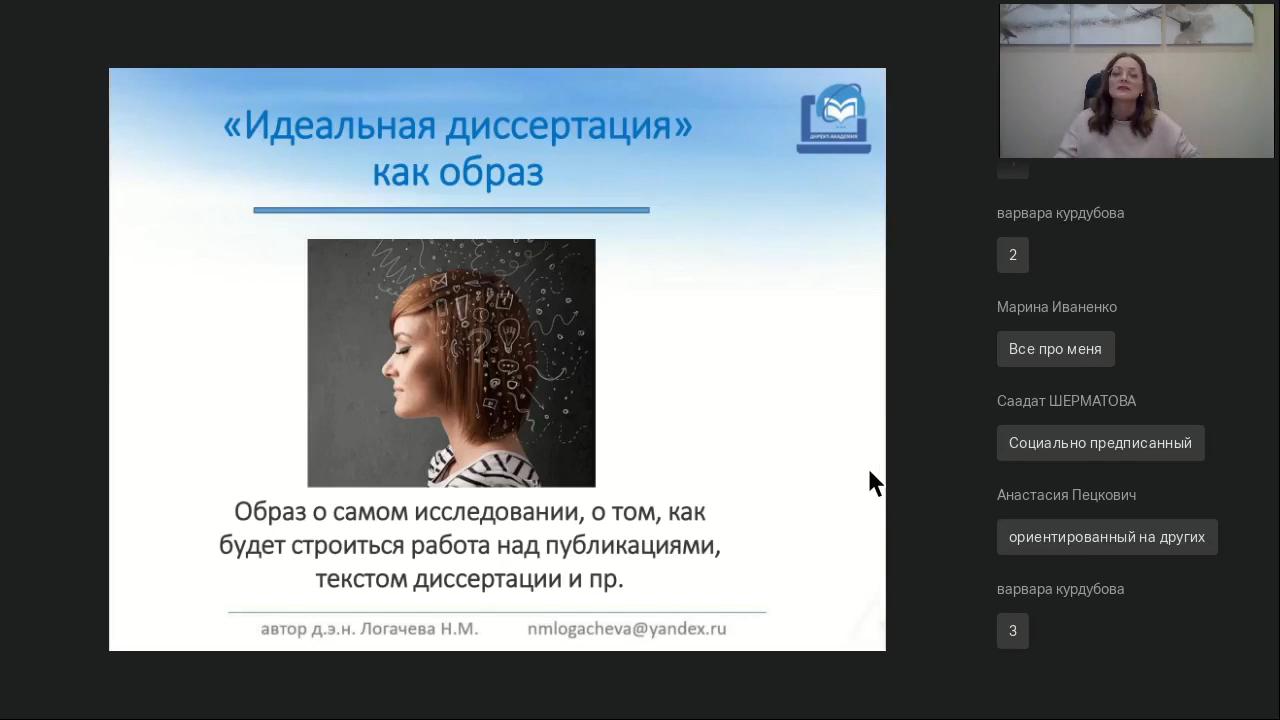 «Идеальная диссертация»
как образ
ДИРЕКТ-АКАДЕМИЯ
Образ о самом исследовании, о том, как
будет строиться работа над публикациями,
текстом диссертации и пр.
автор д.э.н. Логачева Н.М. nmlogacheva@yandex.ru
варвара курдубова
2
Марина Иваненко
Все про меня
Саадат ШЕРМАТОВА
Социально предписанный
Анастасия Пецкович
ориентированный на других
варвара курдубова
3